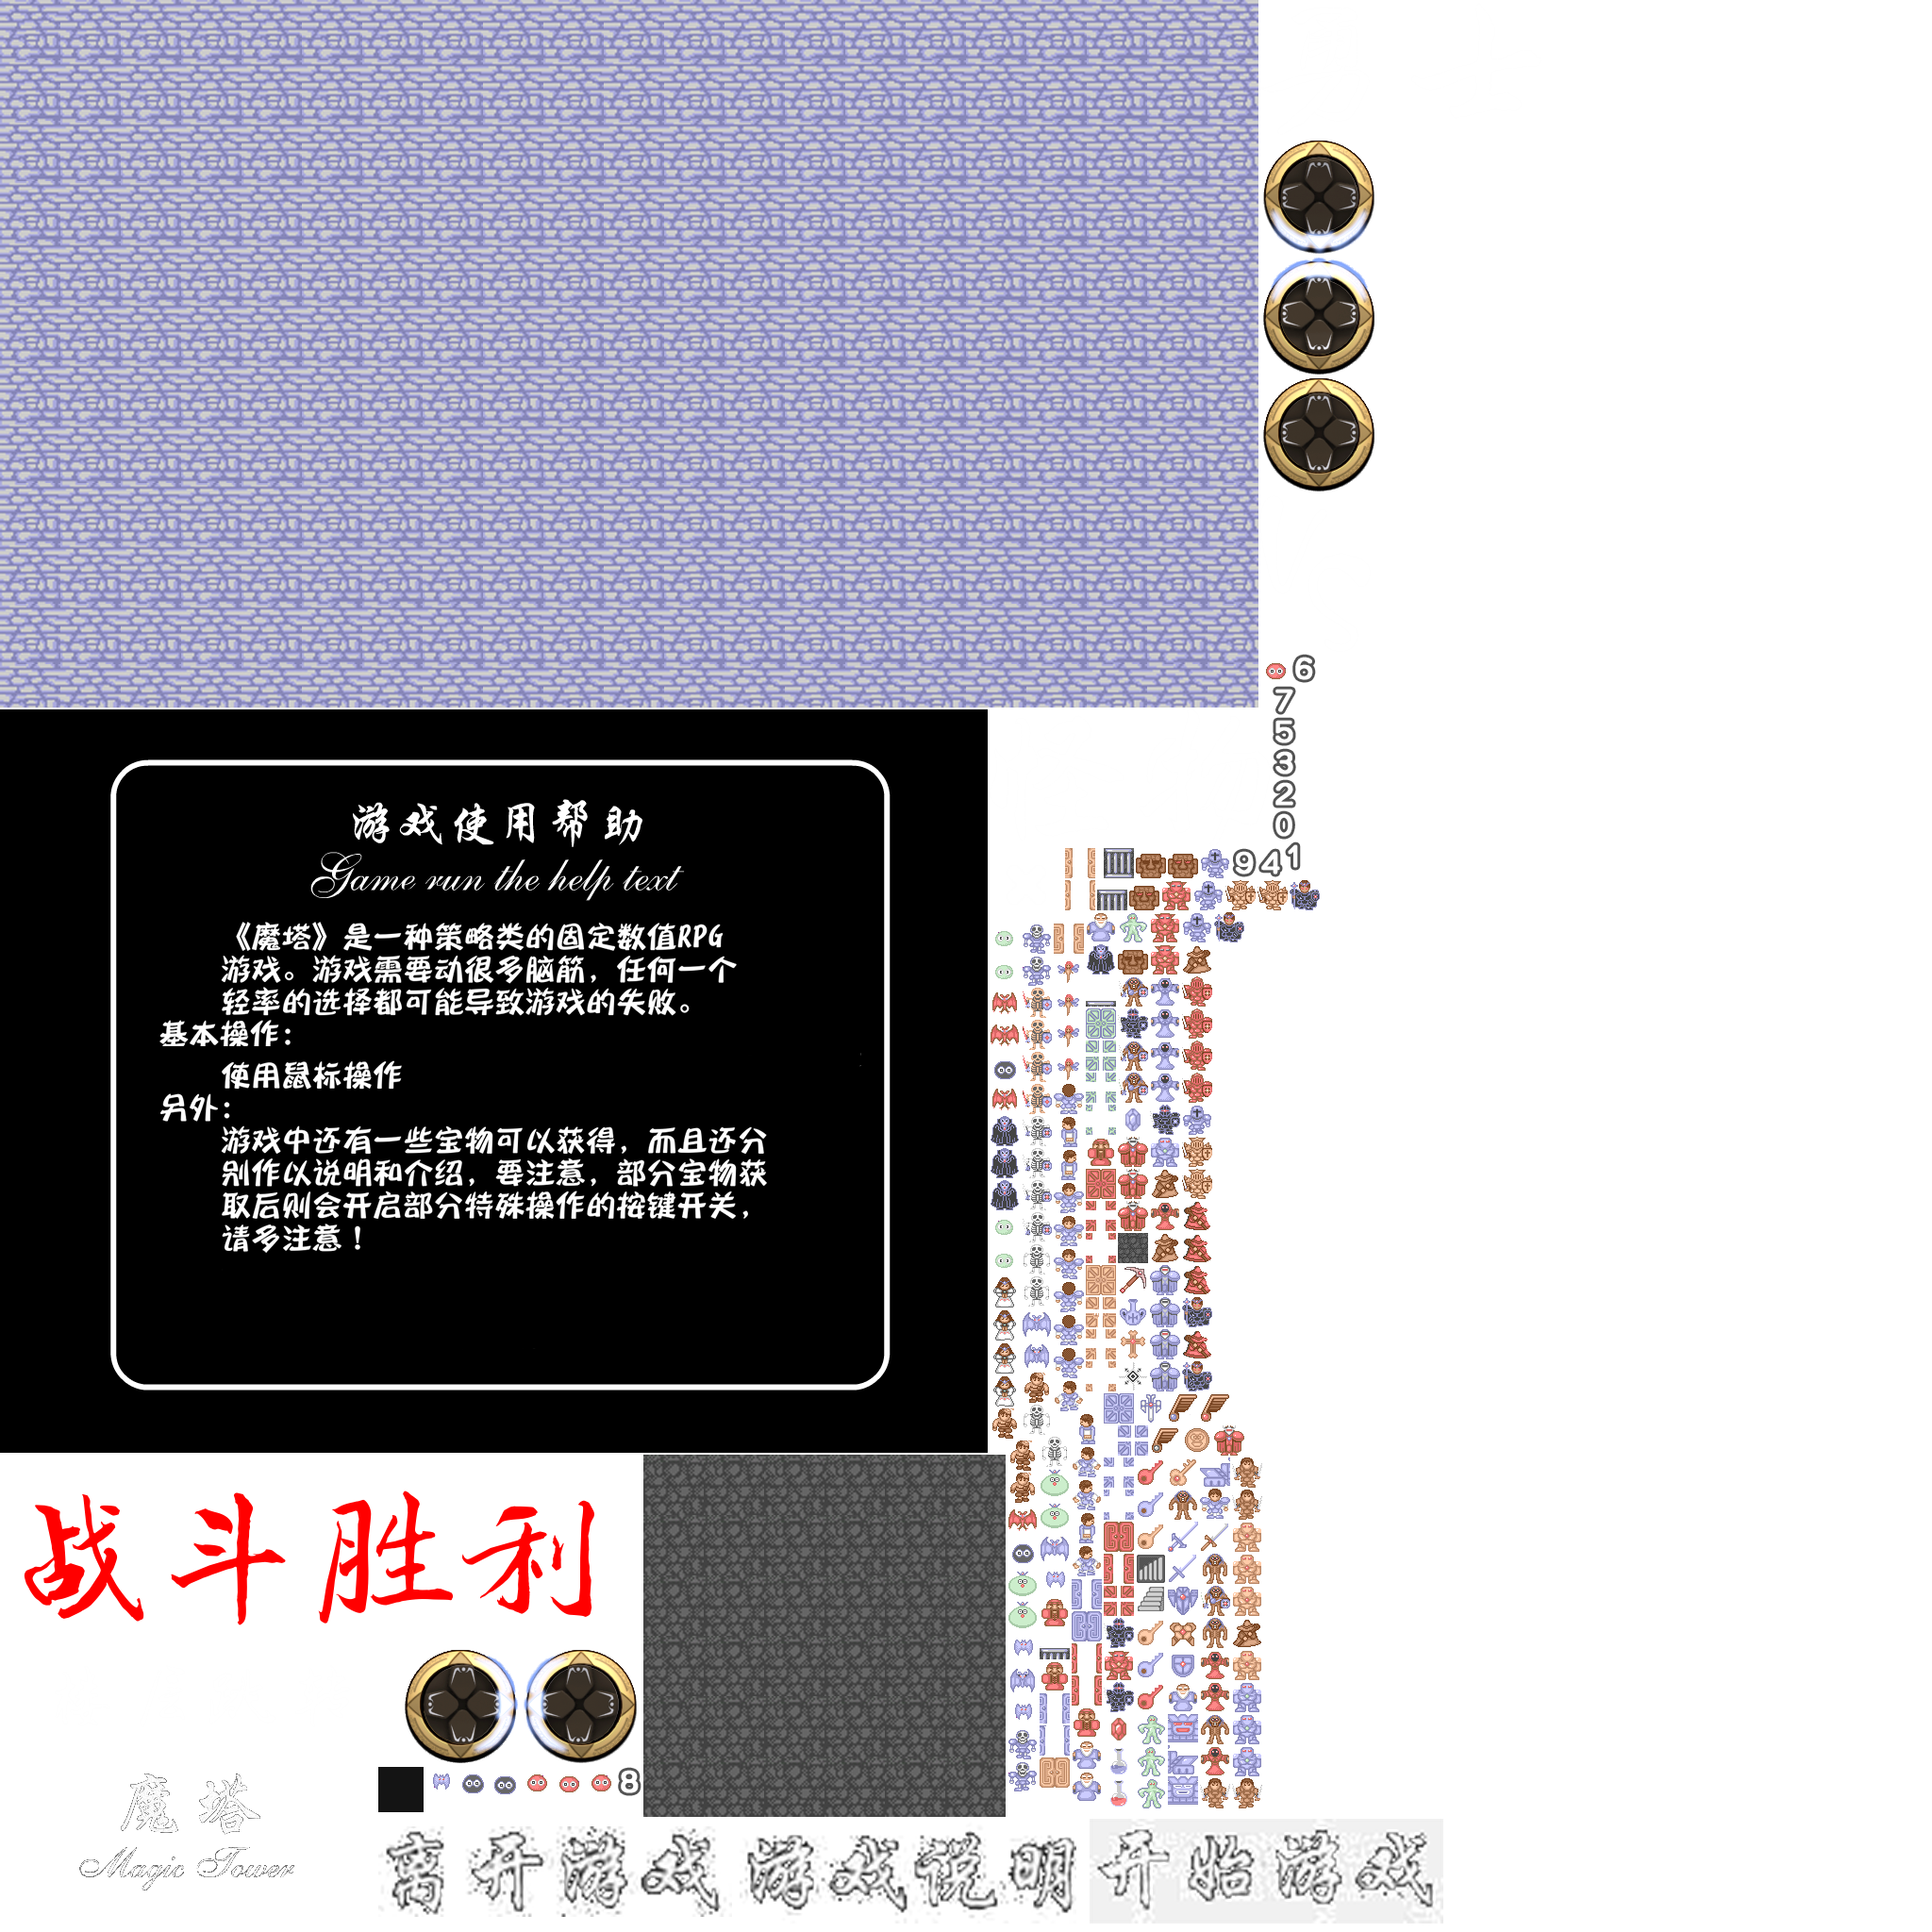 6
7
5
3
2
0
941
游戏使用帮助
Game run the help text
《魔塔》是一种策略类的固定数值RPG
游戏。游戏需要动很多脑筋，任何一个
轻率的选择都可能导致游戏的失败。
基本操作：
使用鼠标操作
另外：
游戏中还有一些宝物可以获得，而且还分
别作以说明和介绍，要注意，部分宝物获
取后则会开启部分特殊操作的按键开关，
请多注意！
战斗胜利
8
魔塔
Magic Tower
离开游戏 游戏说明 开始游戏